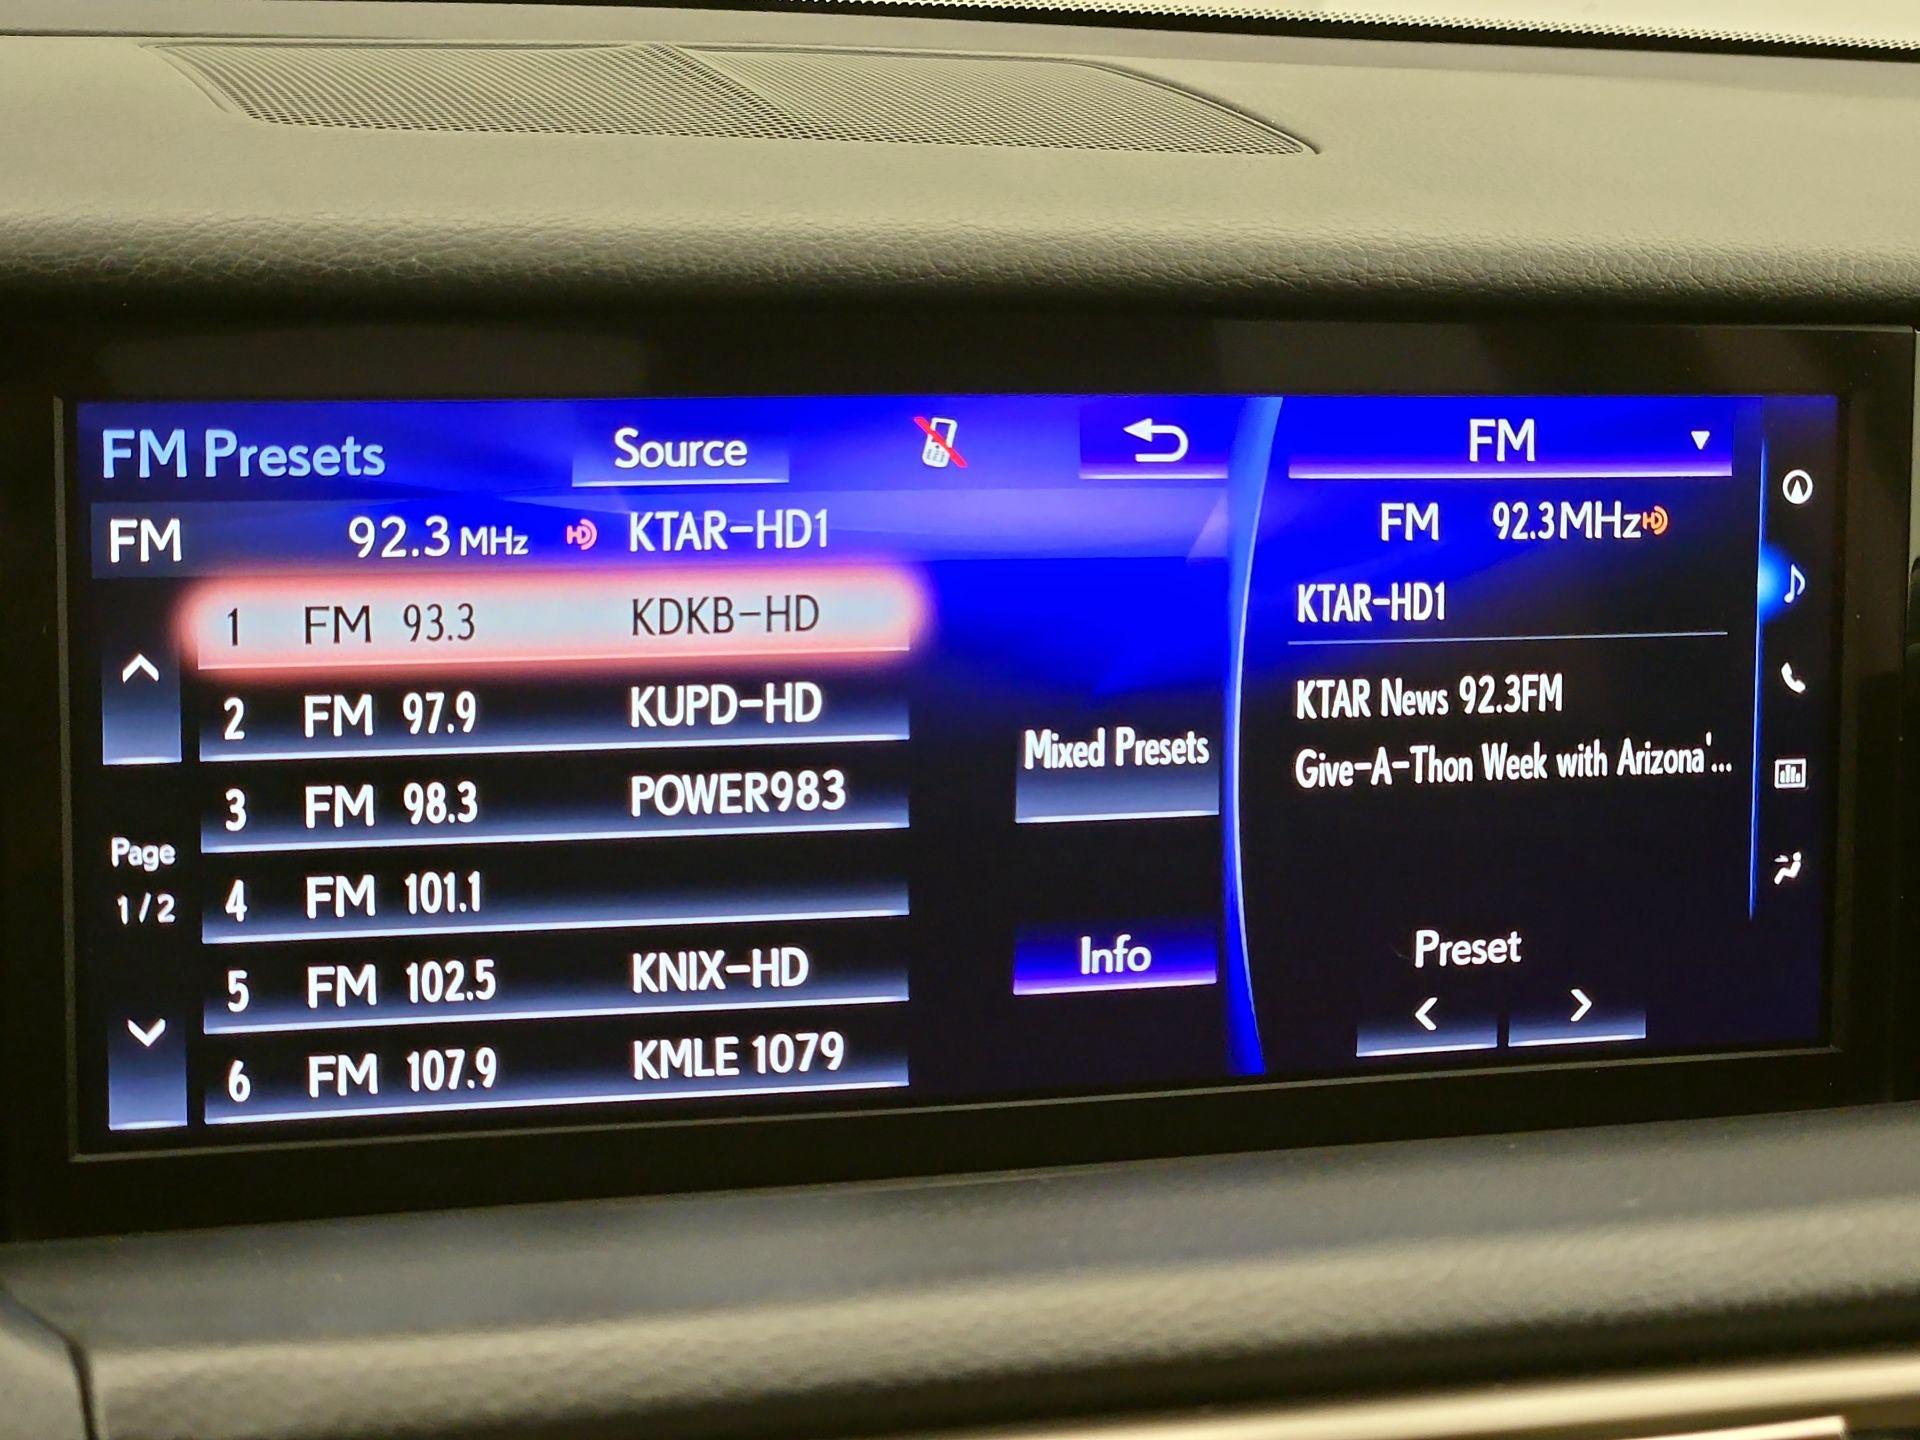 FM Presets
Source
FM 92.3 MHz HD KTAR-HD1
1 FM 93.3 KDKB-HD
2 FM 97.9 KUPD-HD
3 FM 98.3 POWER983
4 FM 101.1
5 FM 102.5 KNIX-HD
6 FM 107.9 KMLE 1079
Page
1/2
Mixed Presets
Info
FM
FM 92.3MHz HD
KTAR-HD1
KTAR News 92.3FM
Give-A-Thon Week with Arizona'...
Preset